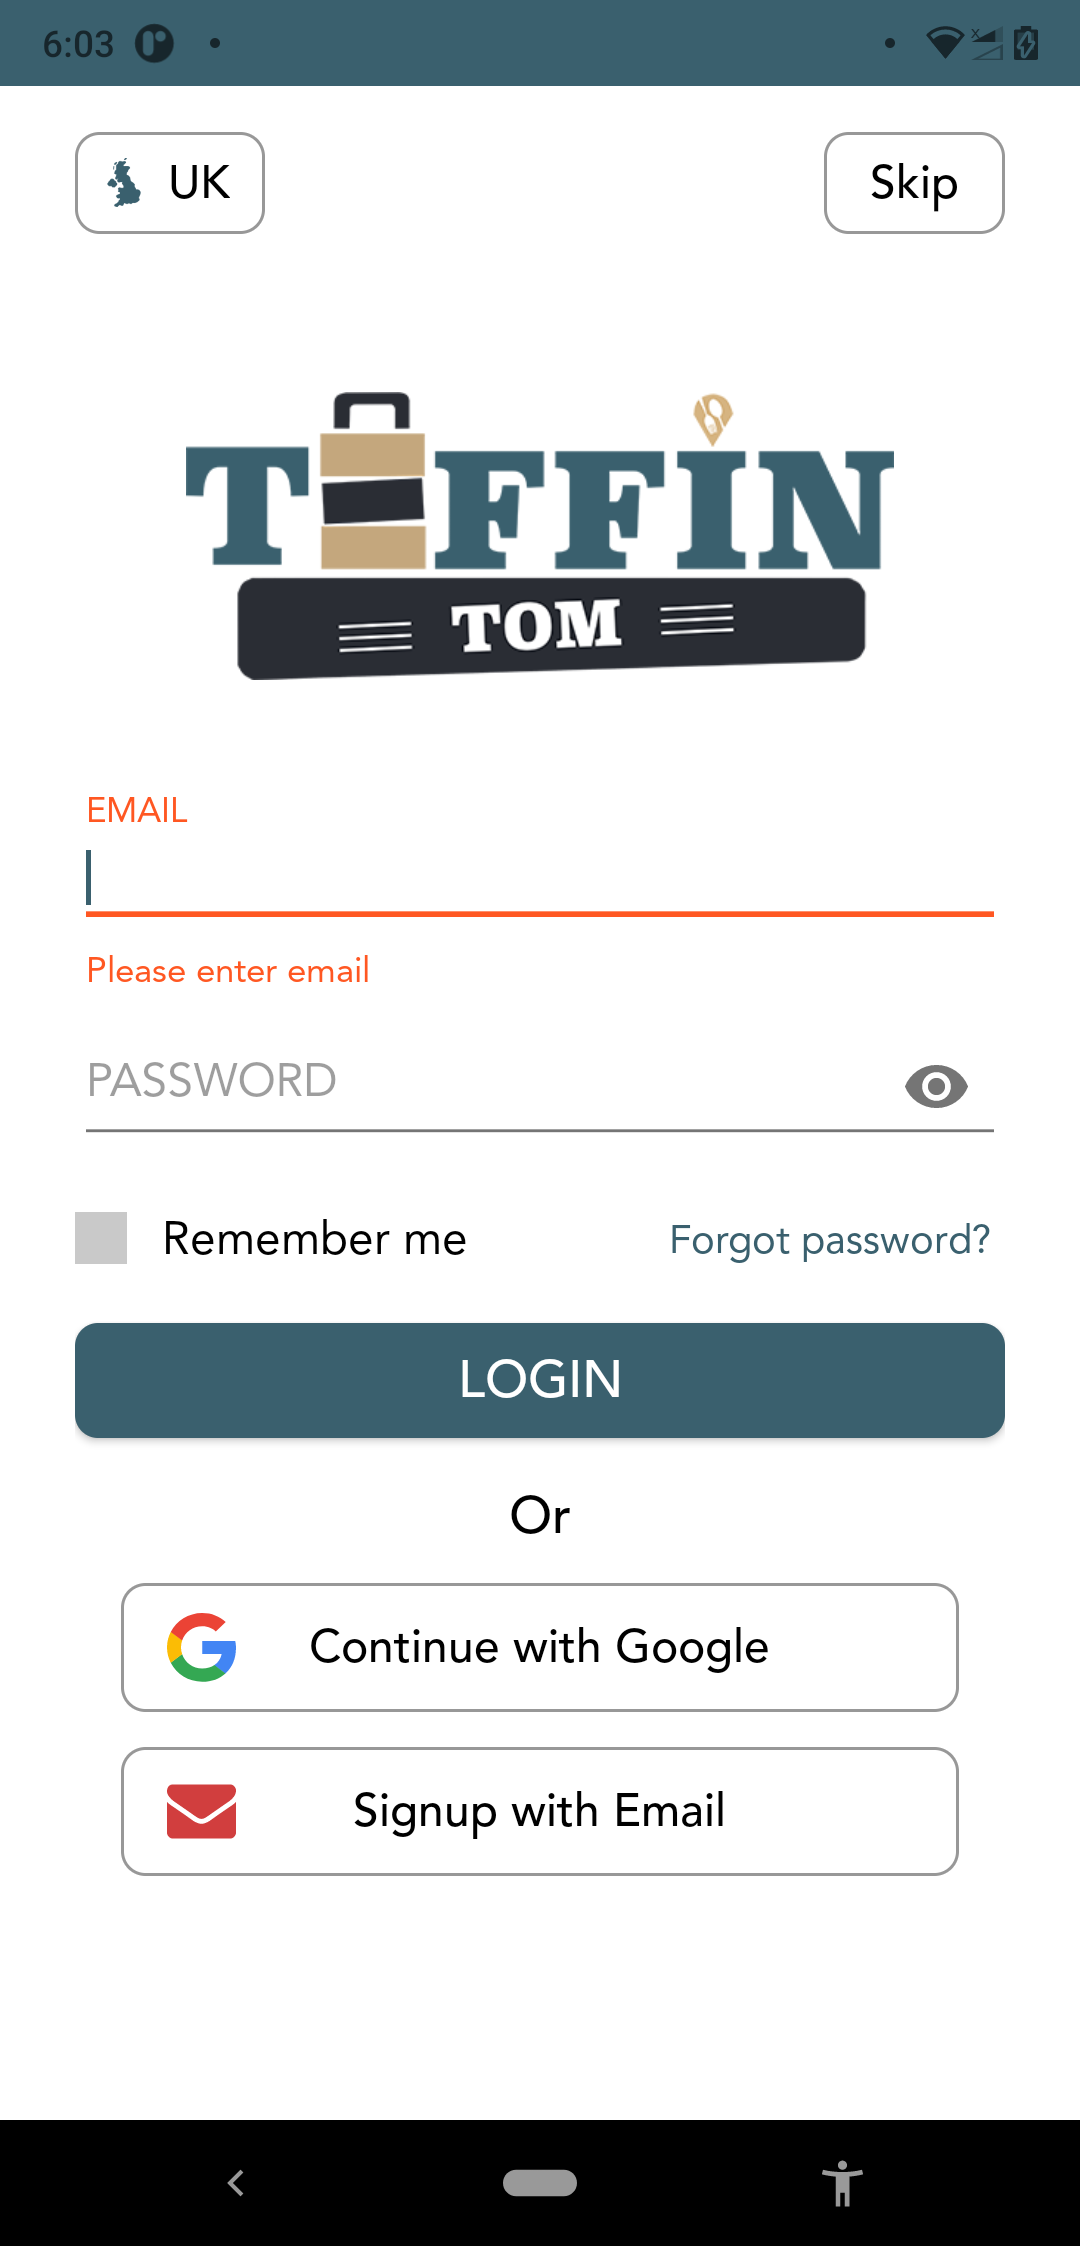 6:03
UK
Skip
TIFFIN
TOM
EMAIL
Please enter email
PASSWORD
Remember me
Forgot password?
LOGIN
Or
Continue with Google
Signup with Email